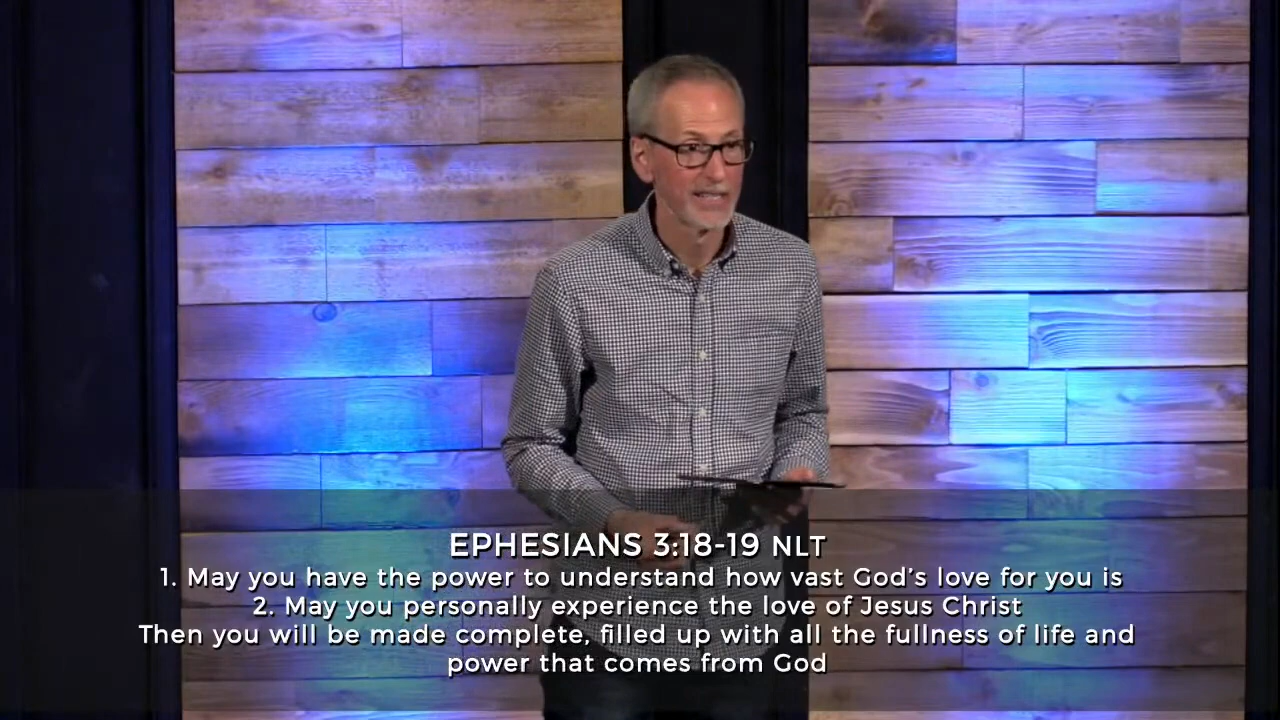 EPHESIANS 3:18-19 NLT
1. May you have the power to understand how vast God's love for you is
2. May you personally experience the love of Jesus Christ
Then you will be made complete, filled up with all the fullness of life and
power that comes from God